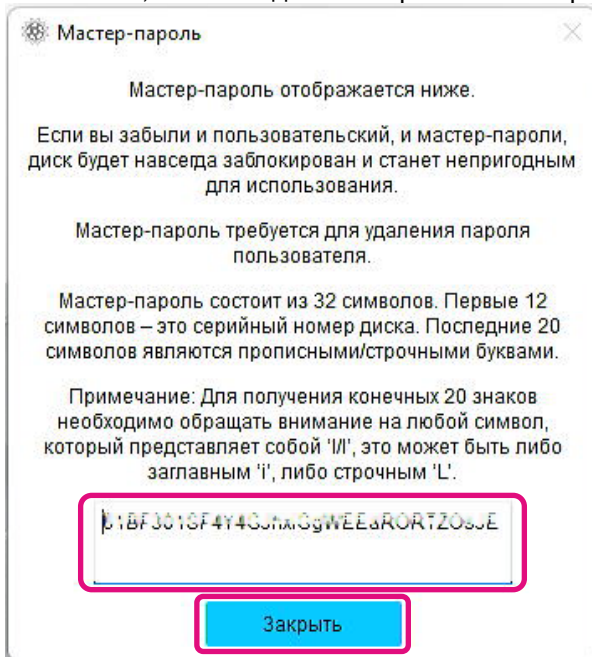 Мастер-пароль
Мастер-пароль отображается ниже.
Если вы забыли и пользовательский, и мастер-пароли,
диск будет навсегда заблокирован и станет непригодным
для использования.
Мастер-пароль требуется для удаления пароля
пользователя.
Мастер-пароль состоит из 32 символов. Первые 12
символов – это серийный номер диска. Последние 20
символов являются прописными/строчными буквами.
Примечание: Для получения конечных 20 знаков
необходимо обращать внимание на любой символ,
который представляет собой 'I/l', это может быть либо
заглавным 'i', либо строчным 'L'.
Закрыть